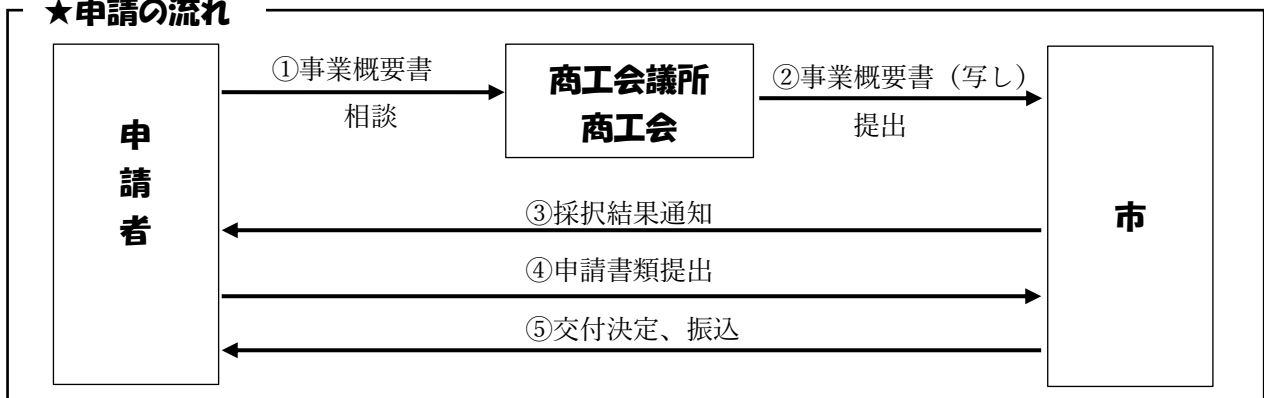 ★申請の流れ
申請者
①事業概要書
相談
商工会議所
商工会
②事業概要書（写し）
提出
市
③採択結果通知
④申請書類提出
⑤交付決定、振込